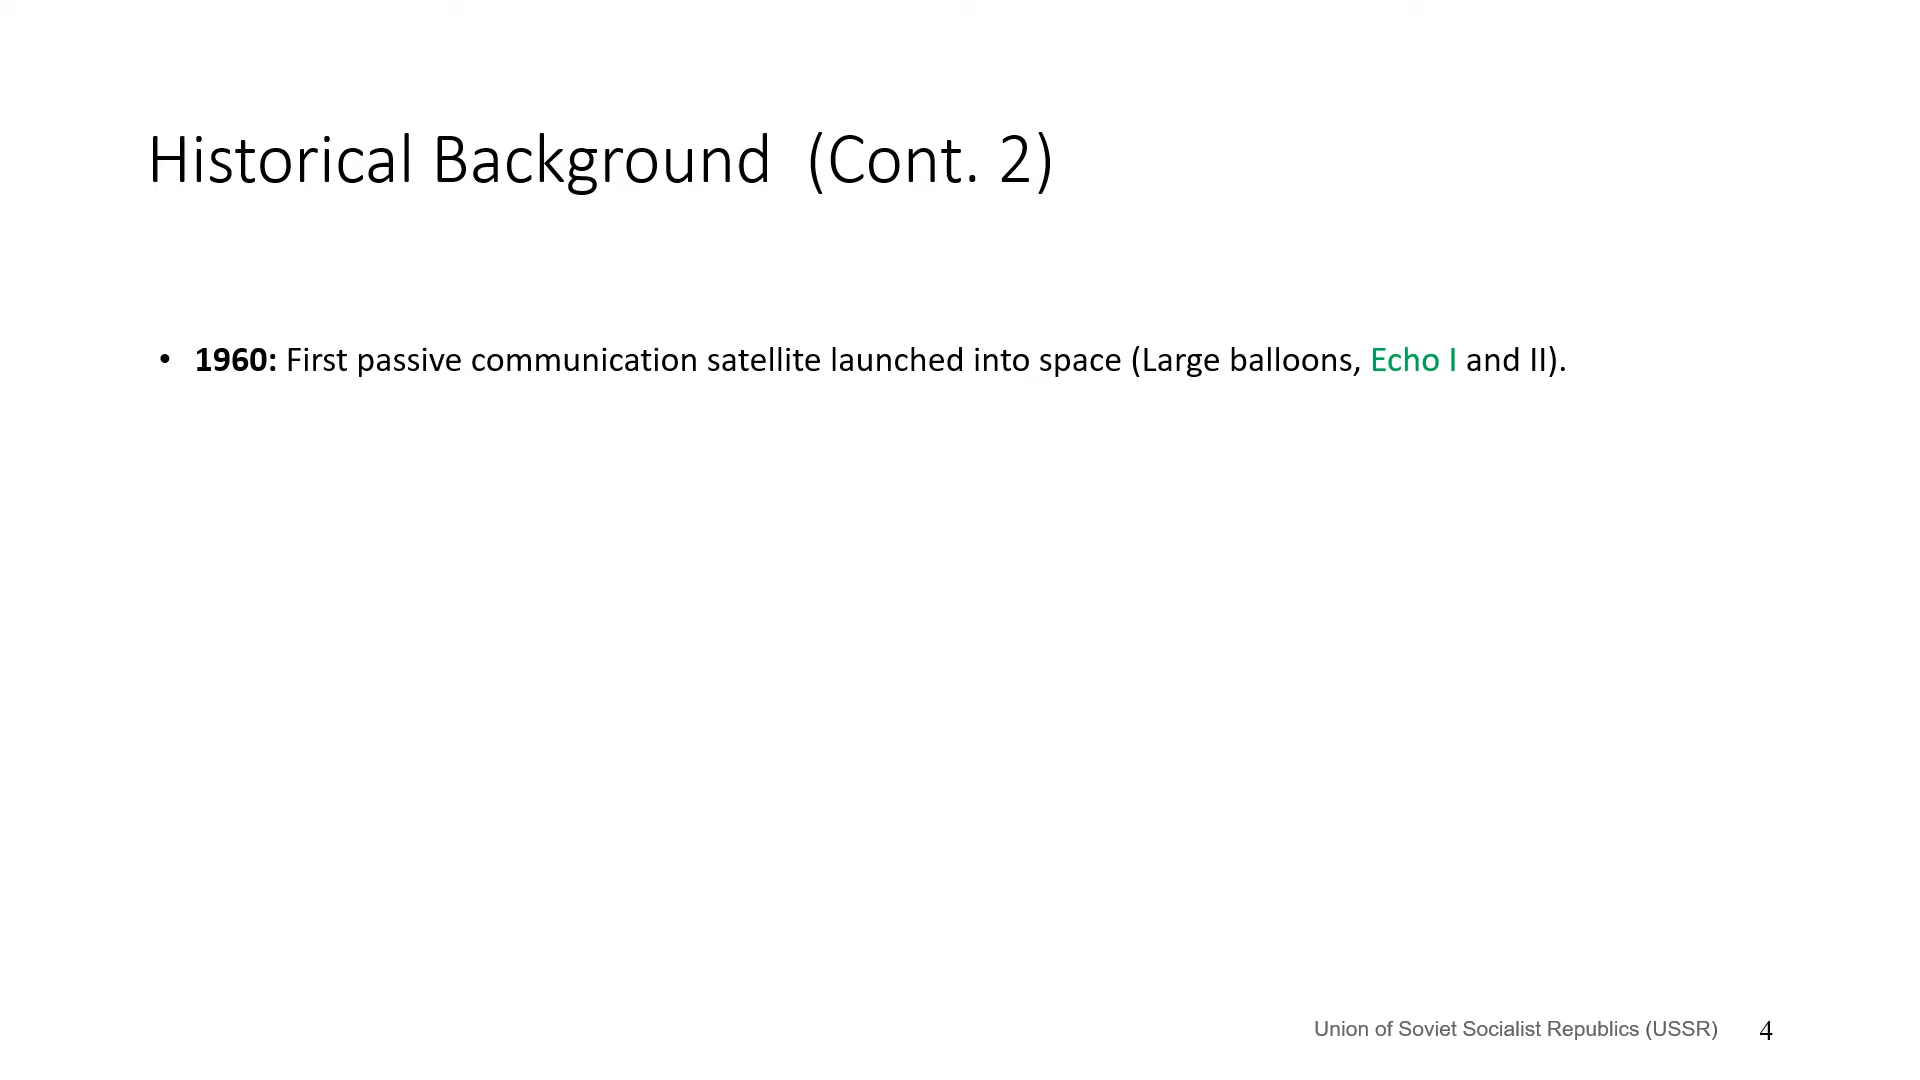 Historical Background (Cont. 2)
• 1960: First passive communication satellite launched into space (Large balloons, Echo I and II).
Union of Soviet Socialist Republics (USSR) 4